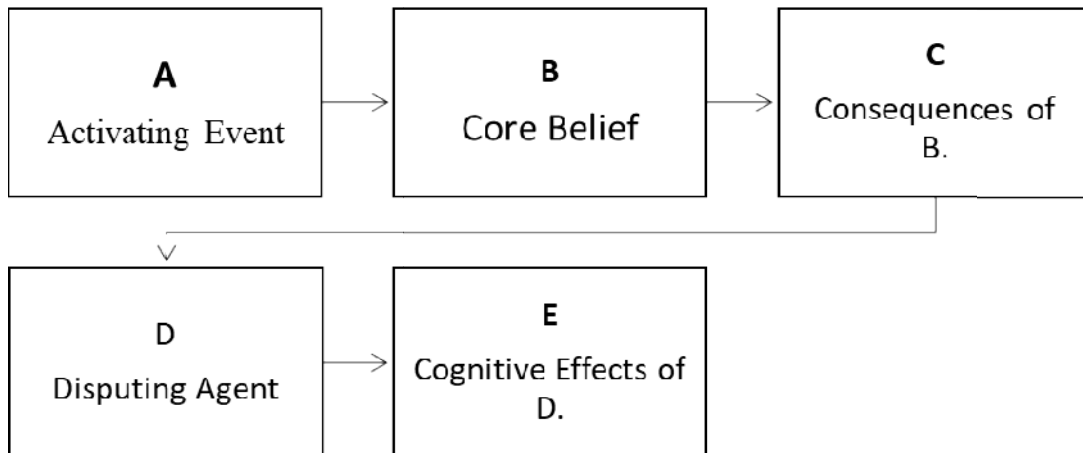 A
Activating Event
B
Core Belief
C
Consequences of
B.
D
Disputing Agent
E
Cognitive Effects of
D.